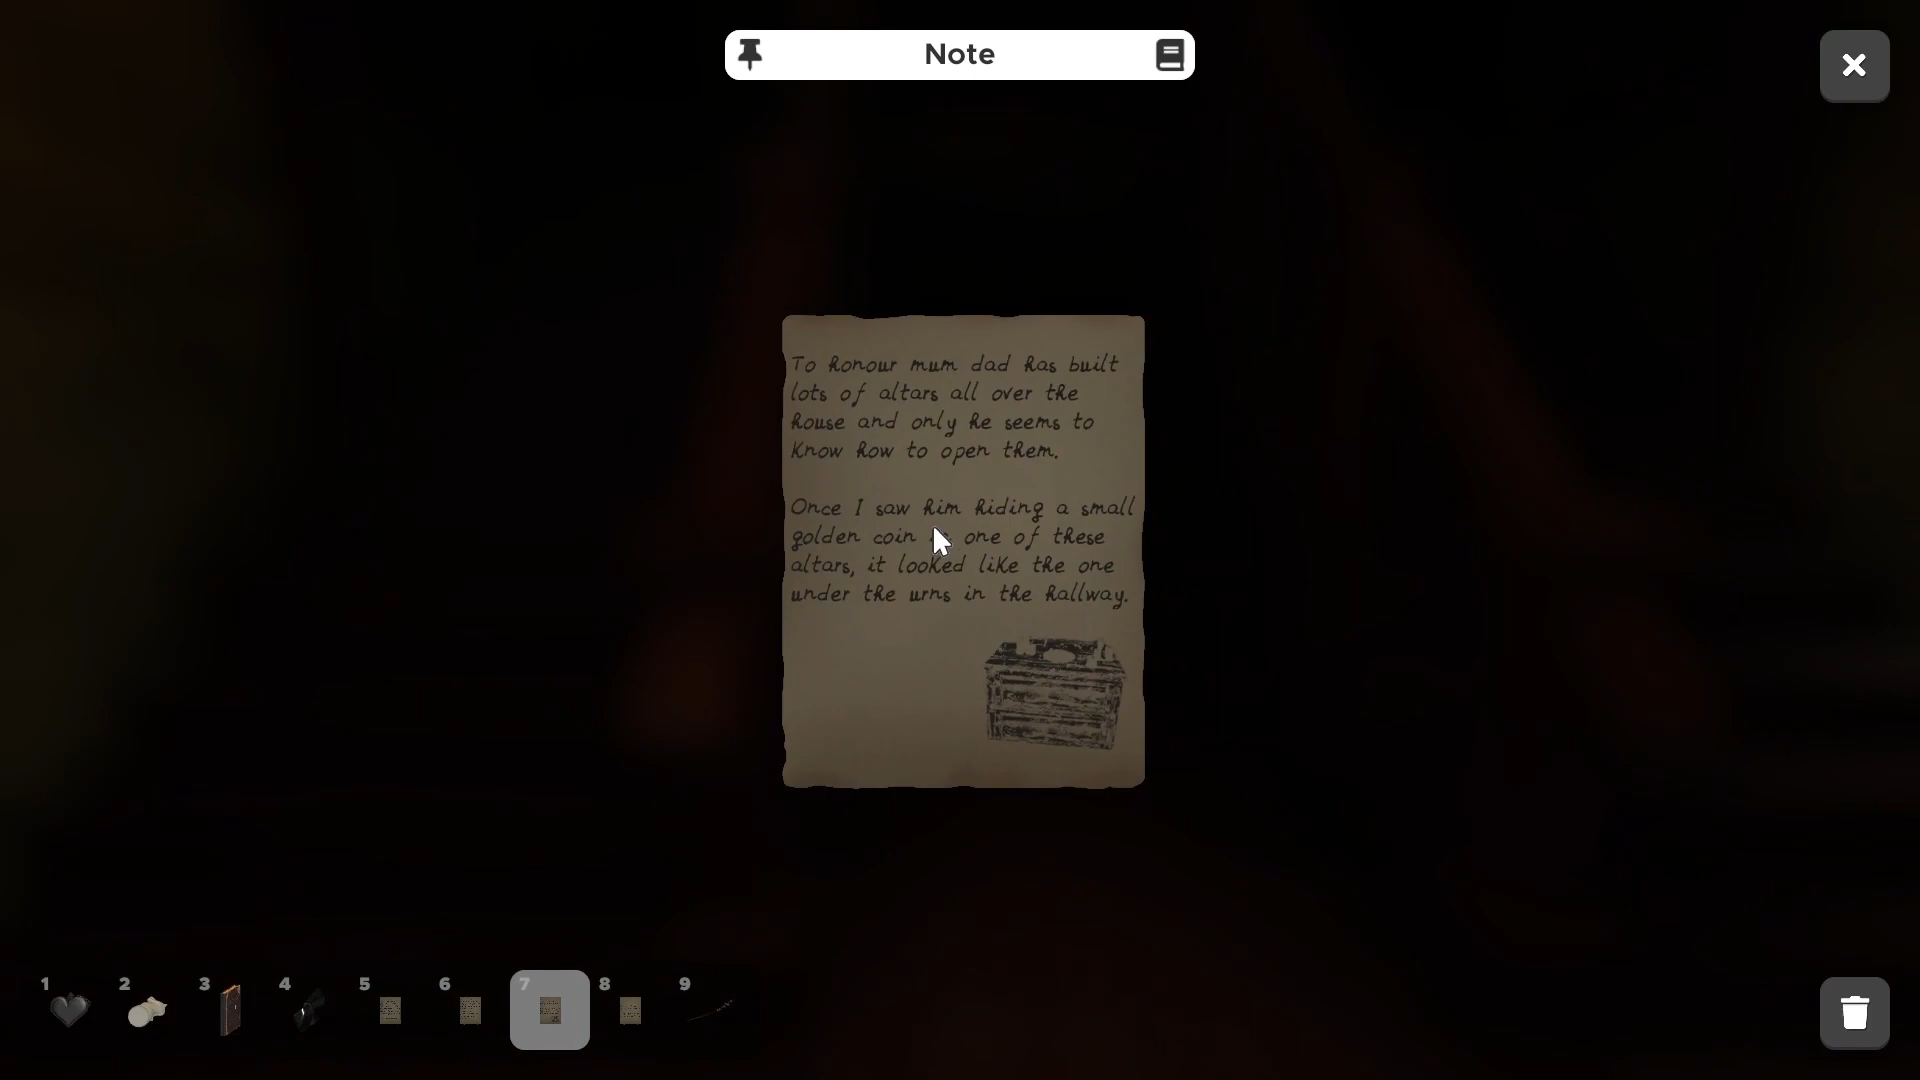 Note
To honour mum dad has built
lots of altars all over the
house and only he seems to
know how to open them.
Once I saw him hiding a small
golden coin one of these
altars, it looked like the one
under the urns in the hallway.
1 2 3 4 5 6 7 8 9